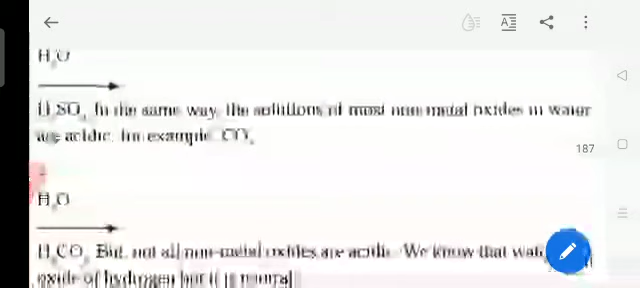 H₂O
H₂SO₄. In the same way, the solutions of most non-metal oxides in water
are acidic, for example, CO₂
187
H₂O
H₂CO₃ But, not all non-metal oxides are acidic. We know that
oxide of hydrogen but it is neutral